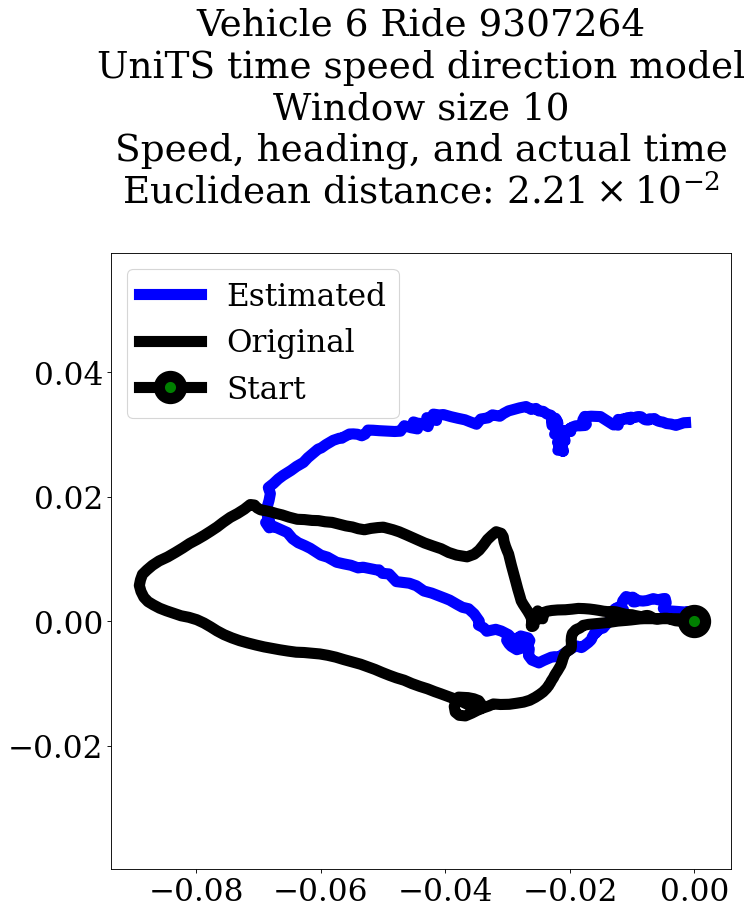 Vehicle 6 Ride 9307264
UniTS time speed direction model
Window size 10
Speed, heading, and actual time
Euclidean distance: 2.21 × 10⁻²
Estimated
Original
Start
0.04
0.02
0.00
−0.02
−0.08 −0.06 −0.04 −0.02 0.00